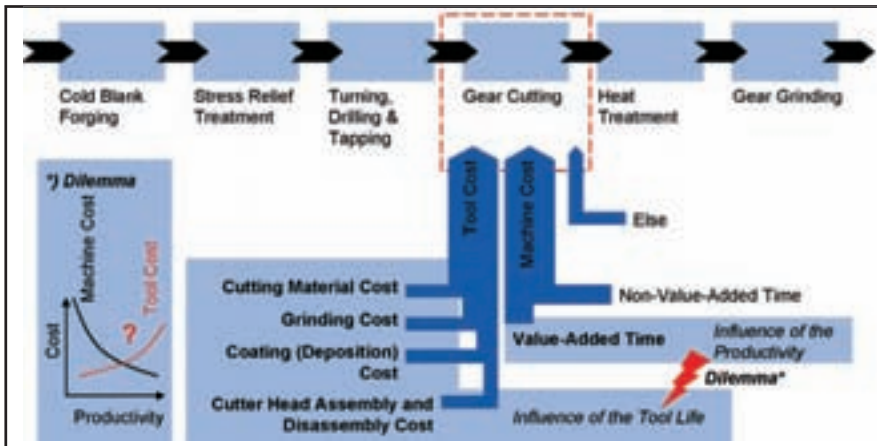 Cold Blank
Forging
Stress Relief
Treatment
Turning,
Drilling &
Tapping
Gear Cutting
Heat
Treatment
Gear Grinding
*) Dilemma
Machine Cost
Tool Cost
?
Cost
Productivity
Tool Cost
Machine Cost
Else
Cutting Material Cost
Grinding Cost
Coating (Deposition)
Cost
Cutter Head Assembly and
Disassembly Cost
Non-Value-Added Time
Value-Added Time
Influence of the
Productivity
Dilemma*
Influence of the Tool Life